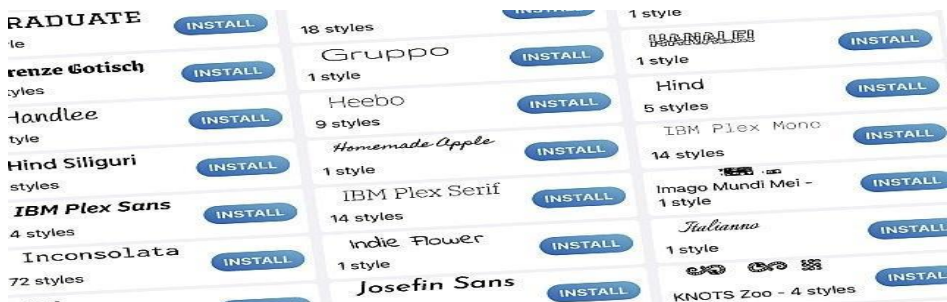 RADUATE
INSTALL
le
renze Gotisch
INSTALL
tyles
Handlee
INSTALL
tyle
Hind Siliguri
INSTALL
styles
IBM Plex Sans
INSTALL
4 styles
Inconsolata
INSTALL
72 styles
18 styles
Gruppo
INSTALL
1 style
Heebo
INSTALL
9 styles
Homemade Apple
INSTALL
1 style
IBM Plex Serif
INSTALL
14 styles
Indie Flower
INSTALL
1 style
Josefin Sans
INSTALL
1 style
HANALEI
INSTALL
1 style
Hind
INSTALL
5 styles
IBM Plex Mono
INSTALL
14 styles
Imago Mundi Mei -
INSTALL
1 style
Italianno
INSTALL
1 style
KNOTS Zoo - 4 styles
INSTAL